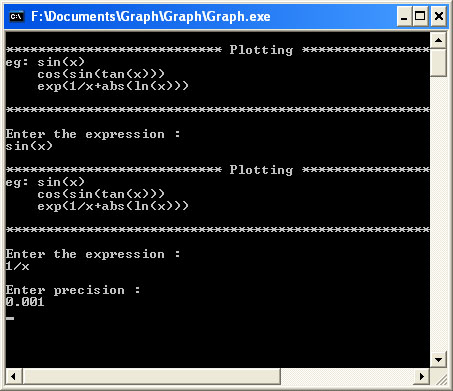 F:\Documents\Graph\Graph\Graph.exe
*************************** Plotting ****************
eg: sin(x)
cos(sin(tan(x)))
exp(1/x+abs(ln(x)))
*****************************************************
Enter the expression :
sin(x)
*************************** Plotting ****************
eg: sin(x)
cos(sin(tan(x)))
exp(1/x+abs(ln(x)))
*****************************************************
Enter the expression :
1/x
Enter precision :
0.001
_